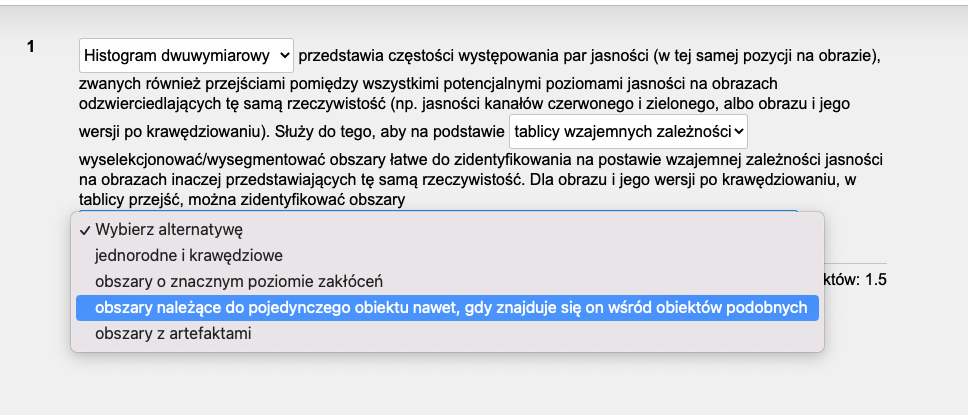 1
Histogram dwuwymiarowy przedstawia częstości występowania par jasności (w tej samej pozycji na obrazie),
zwanych również przejściami pomiędzy wszystkimi potencjalnymi poziomami jasności na obrazach
odzwierciedlających tę samą rzeczywistość (np. jasności kanałów czerwonego i zielonego, albo obrazu i jego
wersji po krawędziowaniu). Służy do tego, aby na podstawie tablicy wzajemnych zależności
wyselekcjonować/wysegmentować obszary łatwe do zidentyfikowania na postawie wzajemnej zależności jasności
na obrazach inaczej przedstawiających tę samą rzeczywistość. Dla obrazu i jego wersji po krawędziowaniu, w
tablicy przejść, można zidentyfikować obszary
✓ Wybierz alternatywę
jednorodne i krawędziowe
obszary o znacznym poziomie zakłóceń
obszary należące do pojedynczego obiektu nawet, gdy znajduje się on wśród obiektów podobnych
obszary z artefaktami
któw: 1.5